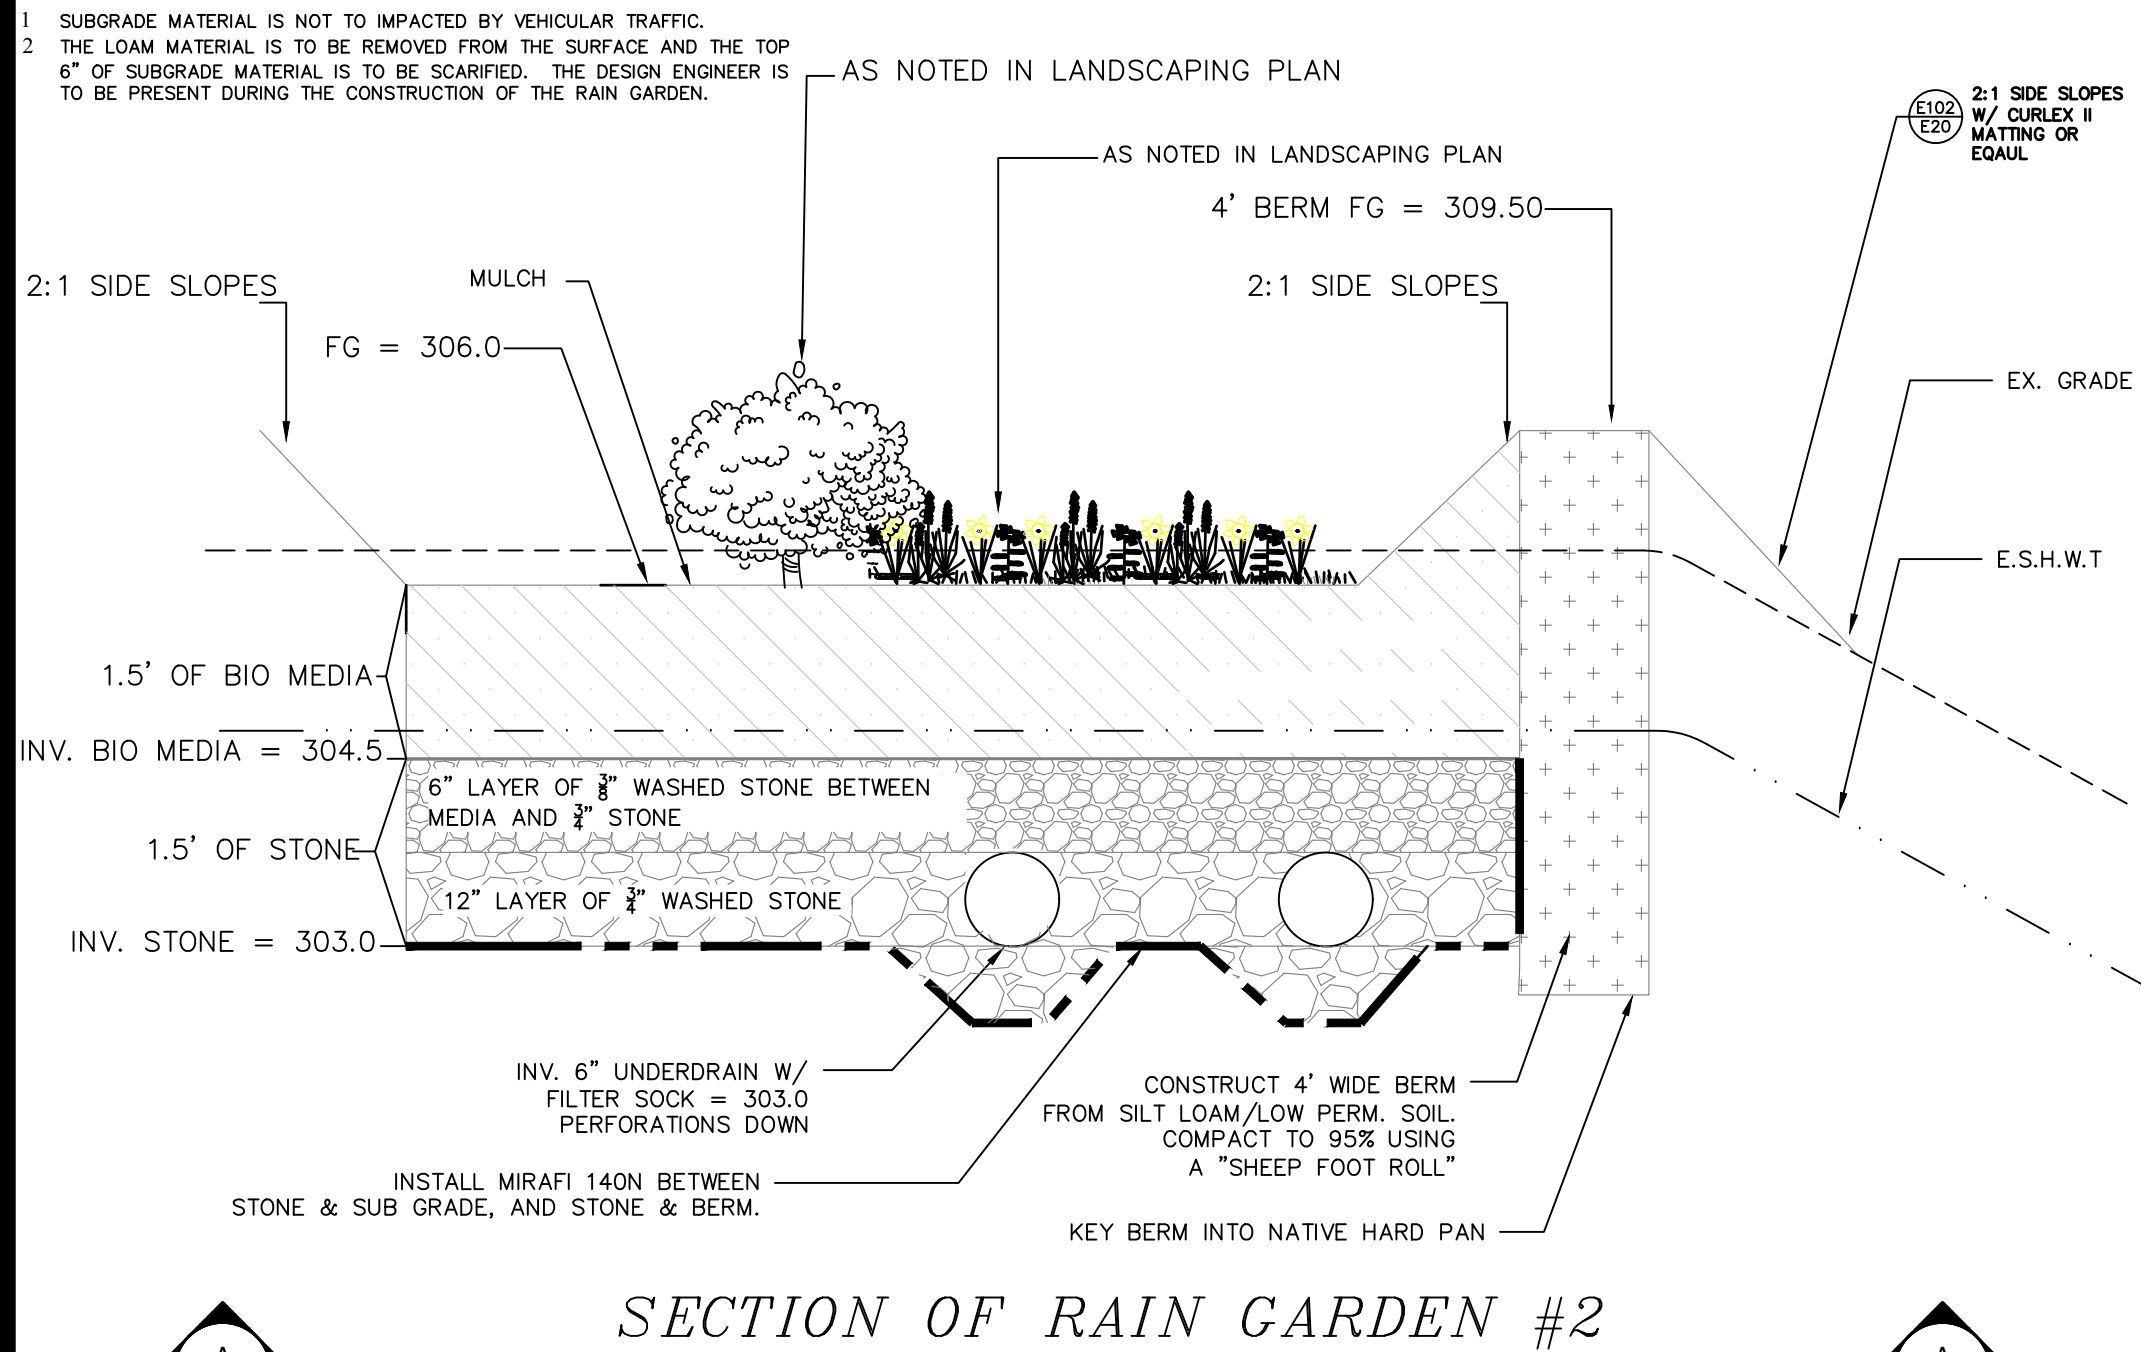 1 SUBGRADE MATERIAL IS NOT TO IMPACTED BY VEHICULAR TRAFFIC.
2 THE LOAM MATERIAL IS TO BE REMOVED FROM THE SURFACE AND THE TOP
6" OF SUBGRADE MATERIAL IS TO BE SCARIFIED. THE DESIGN ENGINEER IS
TO BE PRESENT DURING THE CONSTRUCTION OF THE RAIN GARDEN.
AS NOTED IN LANDSCAPING PLAN
E102
E20
2:1 SIDE SLOPES
W/ CURLEX II
MATTING OR
EQAUL
AS NOTED IN LANDSCAPING PLAN
4' BERM FG = 309.50
2:1 SIDE SLOPES
MULCH
2:1 SIDE SLOPES
FG = 306.0
EX. GRADE
E.S.H.W.T
1.5' OF BIO MEDIA
INV. BIO MEDIA = 304.5
6" LAYER OF 3/8" WASHED STONE BETWEEN
MEDIA AND 3/4" STONE
1.5' OF STONE
12" LAYER OF 3/4" WASHED STONE
INV. STONE = 303.0
INV. 6" UNDERDRAIN W/
FILTER SOCK = 303.0
PERFORATIONS DOWN
CONSTRUCT 4' WIDE BERM
FROM SILT LOAM/LOW PERM. SOIL.
COMPACT TO 95% USING
A "SHEEP FOOT ROLL"
INSTALL MIRAFI 140N BETWEEN
STONE & SUB GRADE, AND STONE & BERM.
KEY BERM INTO NATIVE HARD PAN
SECTION OF RAIN GARDEN #2